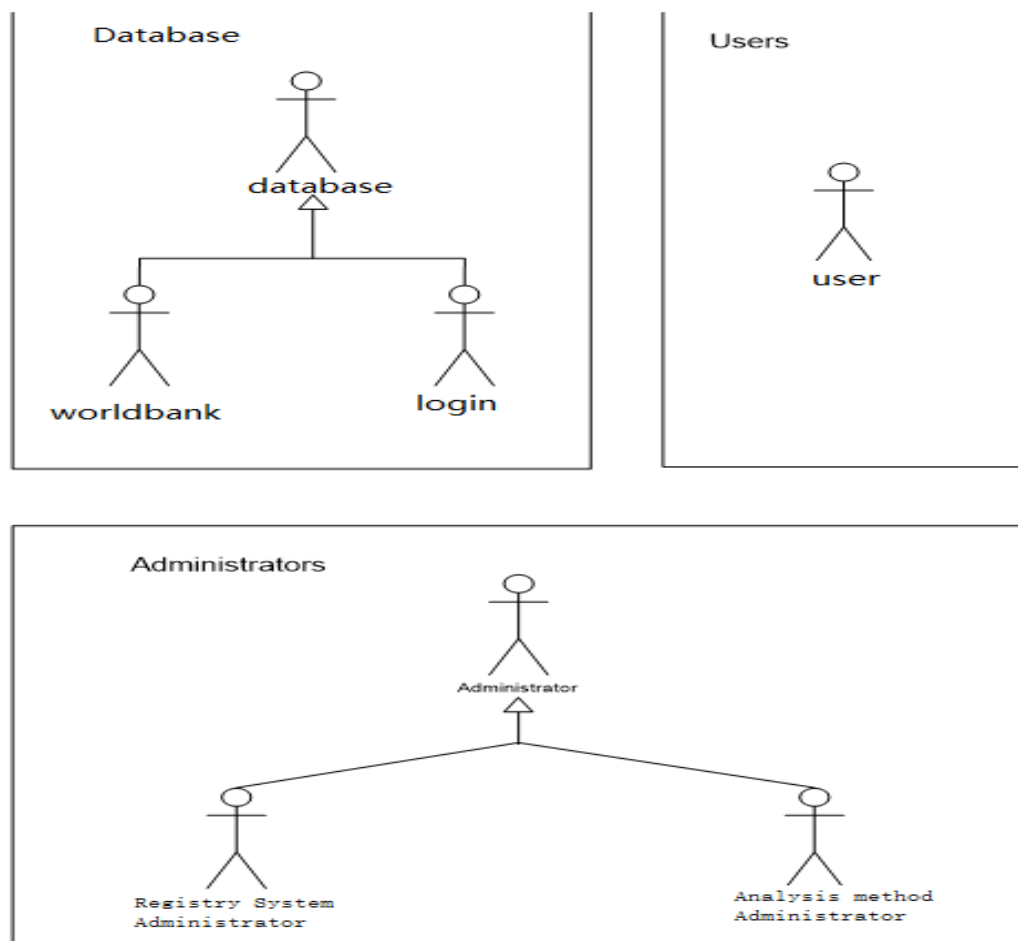 Database
database
worldbank
login
Users
user
Administrators
Administrator
Registry System
Administrator
Analysis method
Administrator